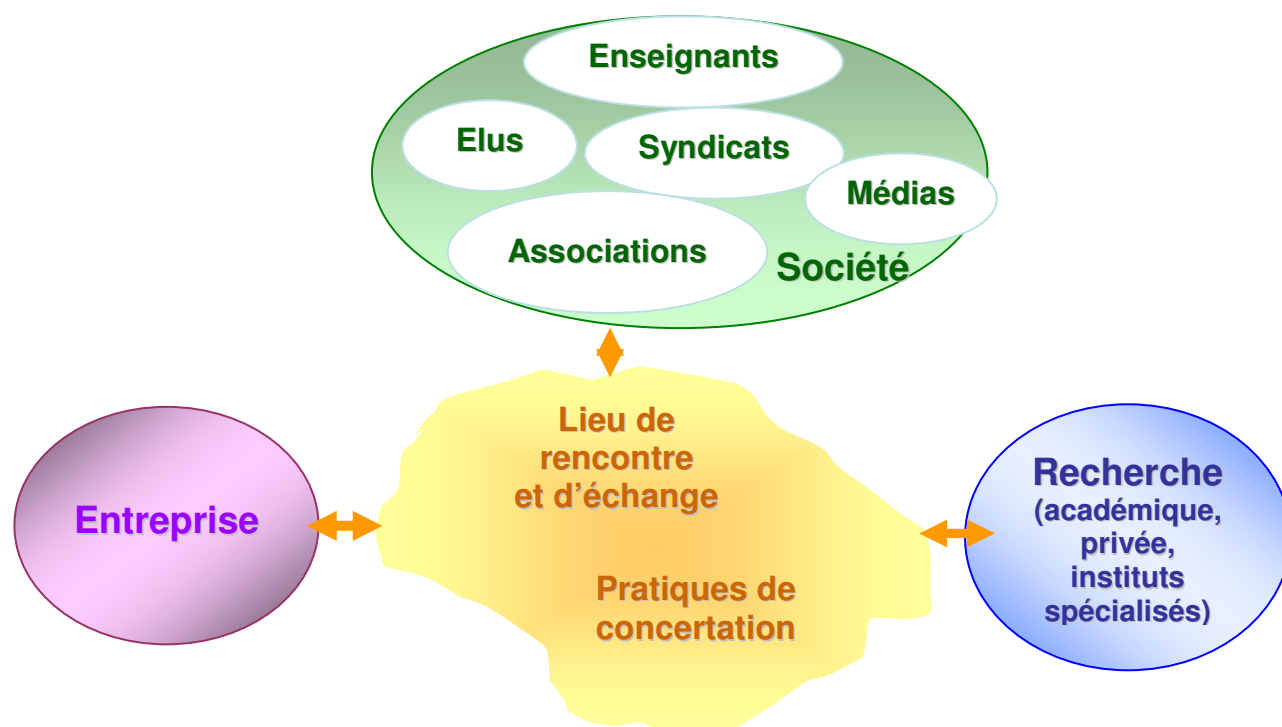 Enseignants
Elus
Syndicats
Médias
Associations
Société
Lieu de
rencontre
et d'échange
Entreprise
Recherche
(académique,
privée,
instituts
spécialisés)
Pratiques de
concertation